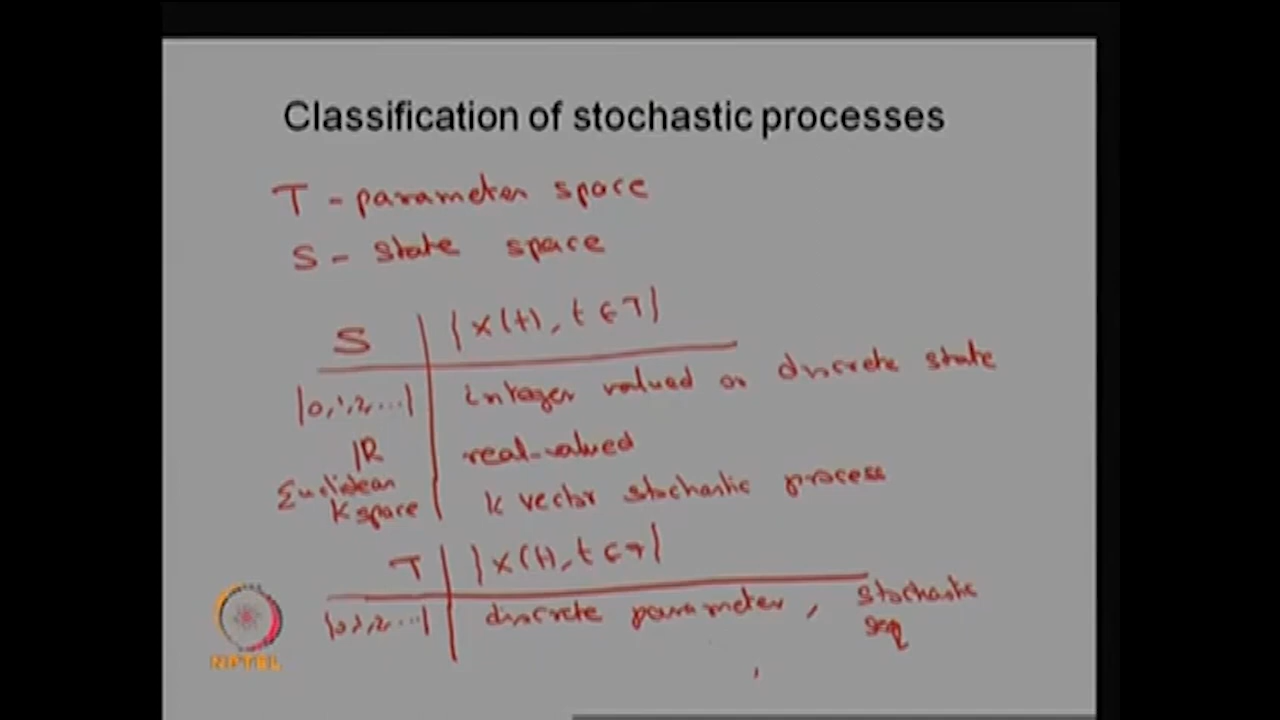 Classification of stochastic processes
T - parameter space
S - state space
S | {X(t), t ∈ T}
{0, 1, 2, ...} | integer valued or discrete state
ℝ | real-valued
Euclidean k space | k vector stochastic process
T | {X(t), t ∈ T}
{0, 1, 2, ...} | discrete parameter, stochastic seq
NPTEL